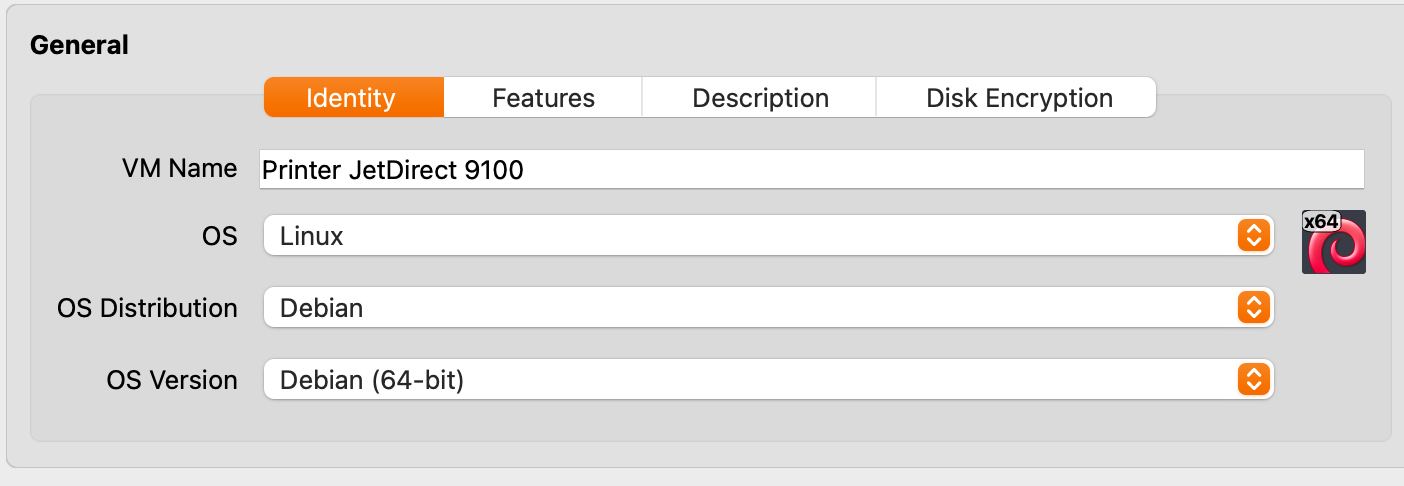 General
Identity Features Description Disk Encryption
VM Name Printer JetDirect 9100
OS Linux x64
OS Distribution Debian
OS Version Debian (64-bit)